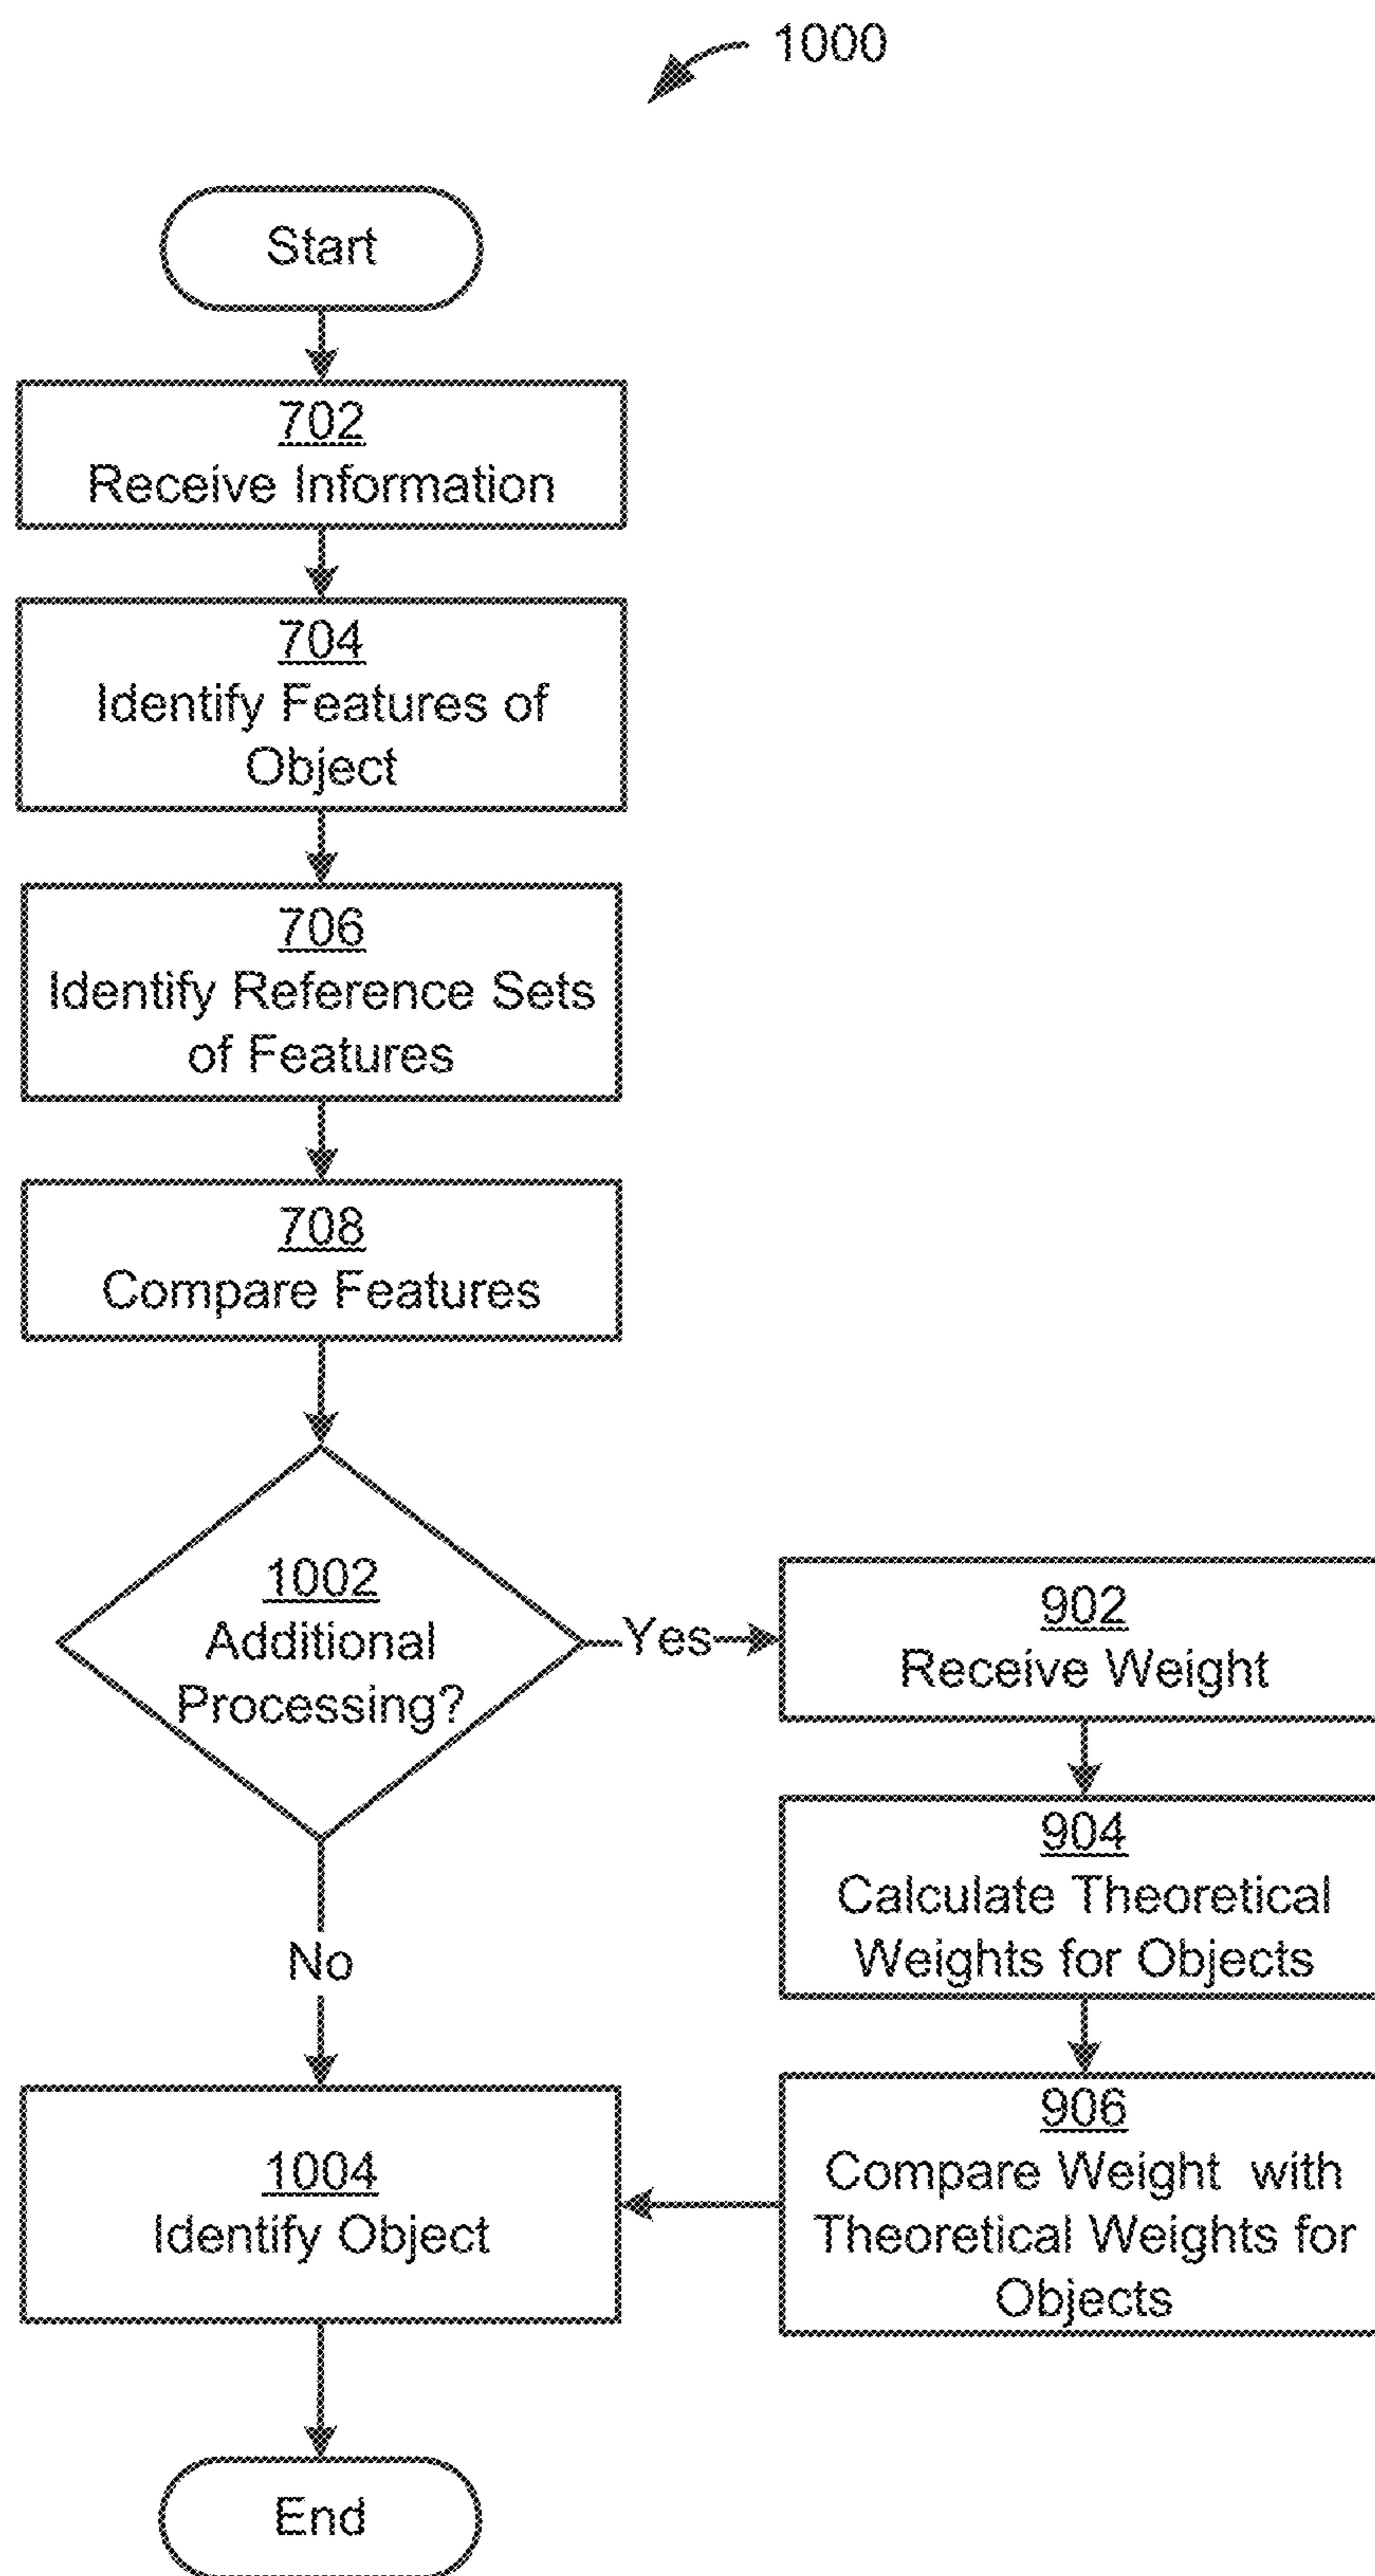 1000
Start
702
Receive Information
704
Identify Features of
Object
706
Identify Reference Sets
of Features
708
Compare Features
1002
Additional
Processing?
Yes
No
902
Receive Weight
904
Calculate Theoretical
Weights for Objects
906
Compare Weight with
Theoretical Weights for
Objects
1004
Identify Object
End